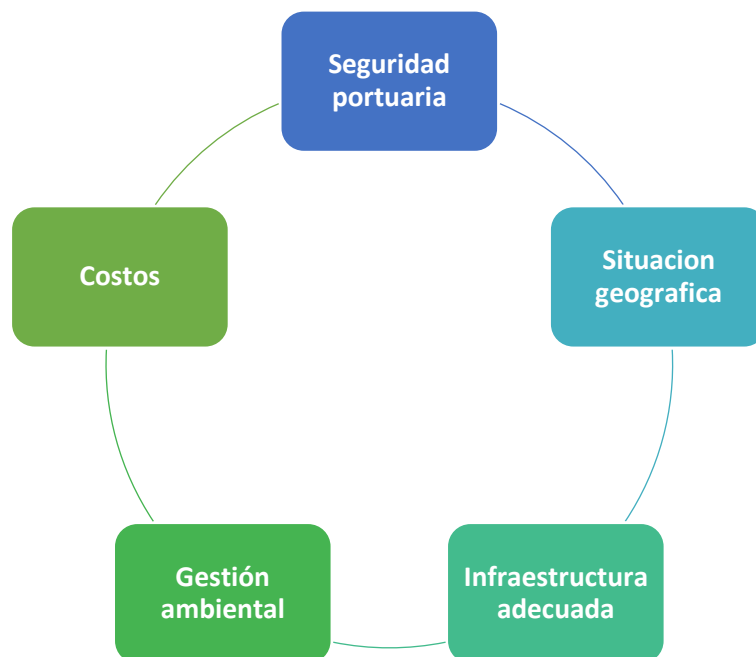 Seguridad
portuaria
Situacion
geografica
Infraestructura
adecuada
Gestión
ambiental
Costos